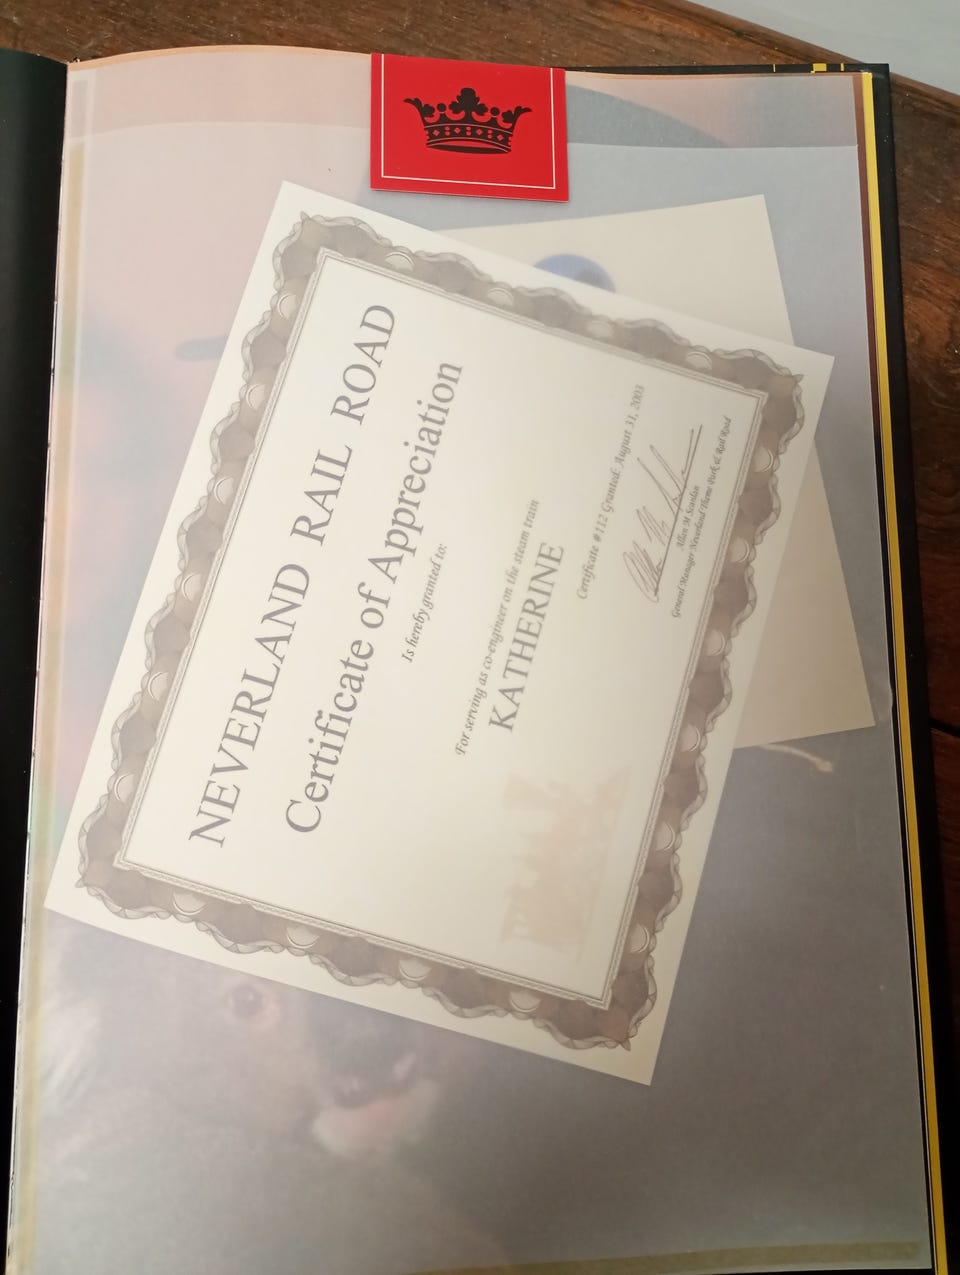 NEVERLAND RAIL ROAD
Certificate of Appreciation
Is hereby granted to:
For serving as co-engineer on the steam train
KATHERINE
Certificate #112 Granted: August 31, 2003
Allan M Scanlan
General Manager Neverland Theme Park & Rail Road